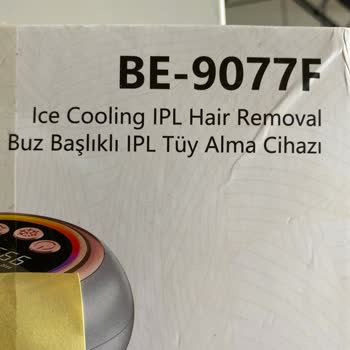 BE-9077F
Ice Cooling IPL Hair Removal
Buz Başlıklı IPL Tüy Alma Cihazı